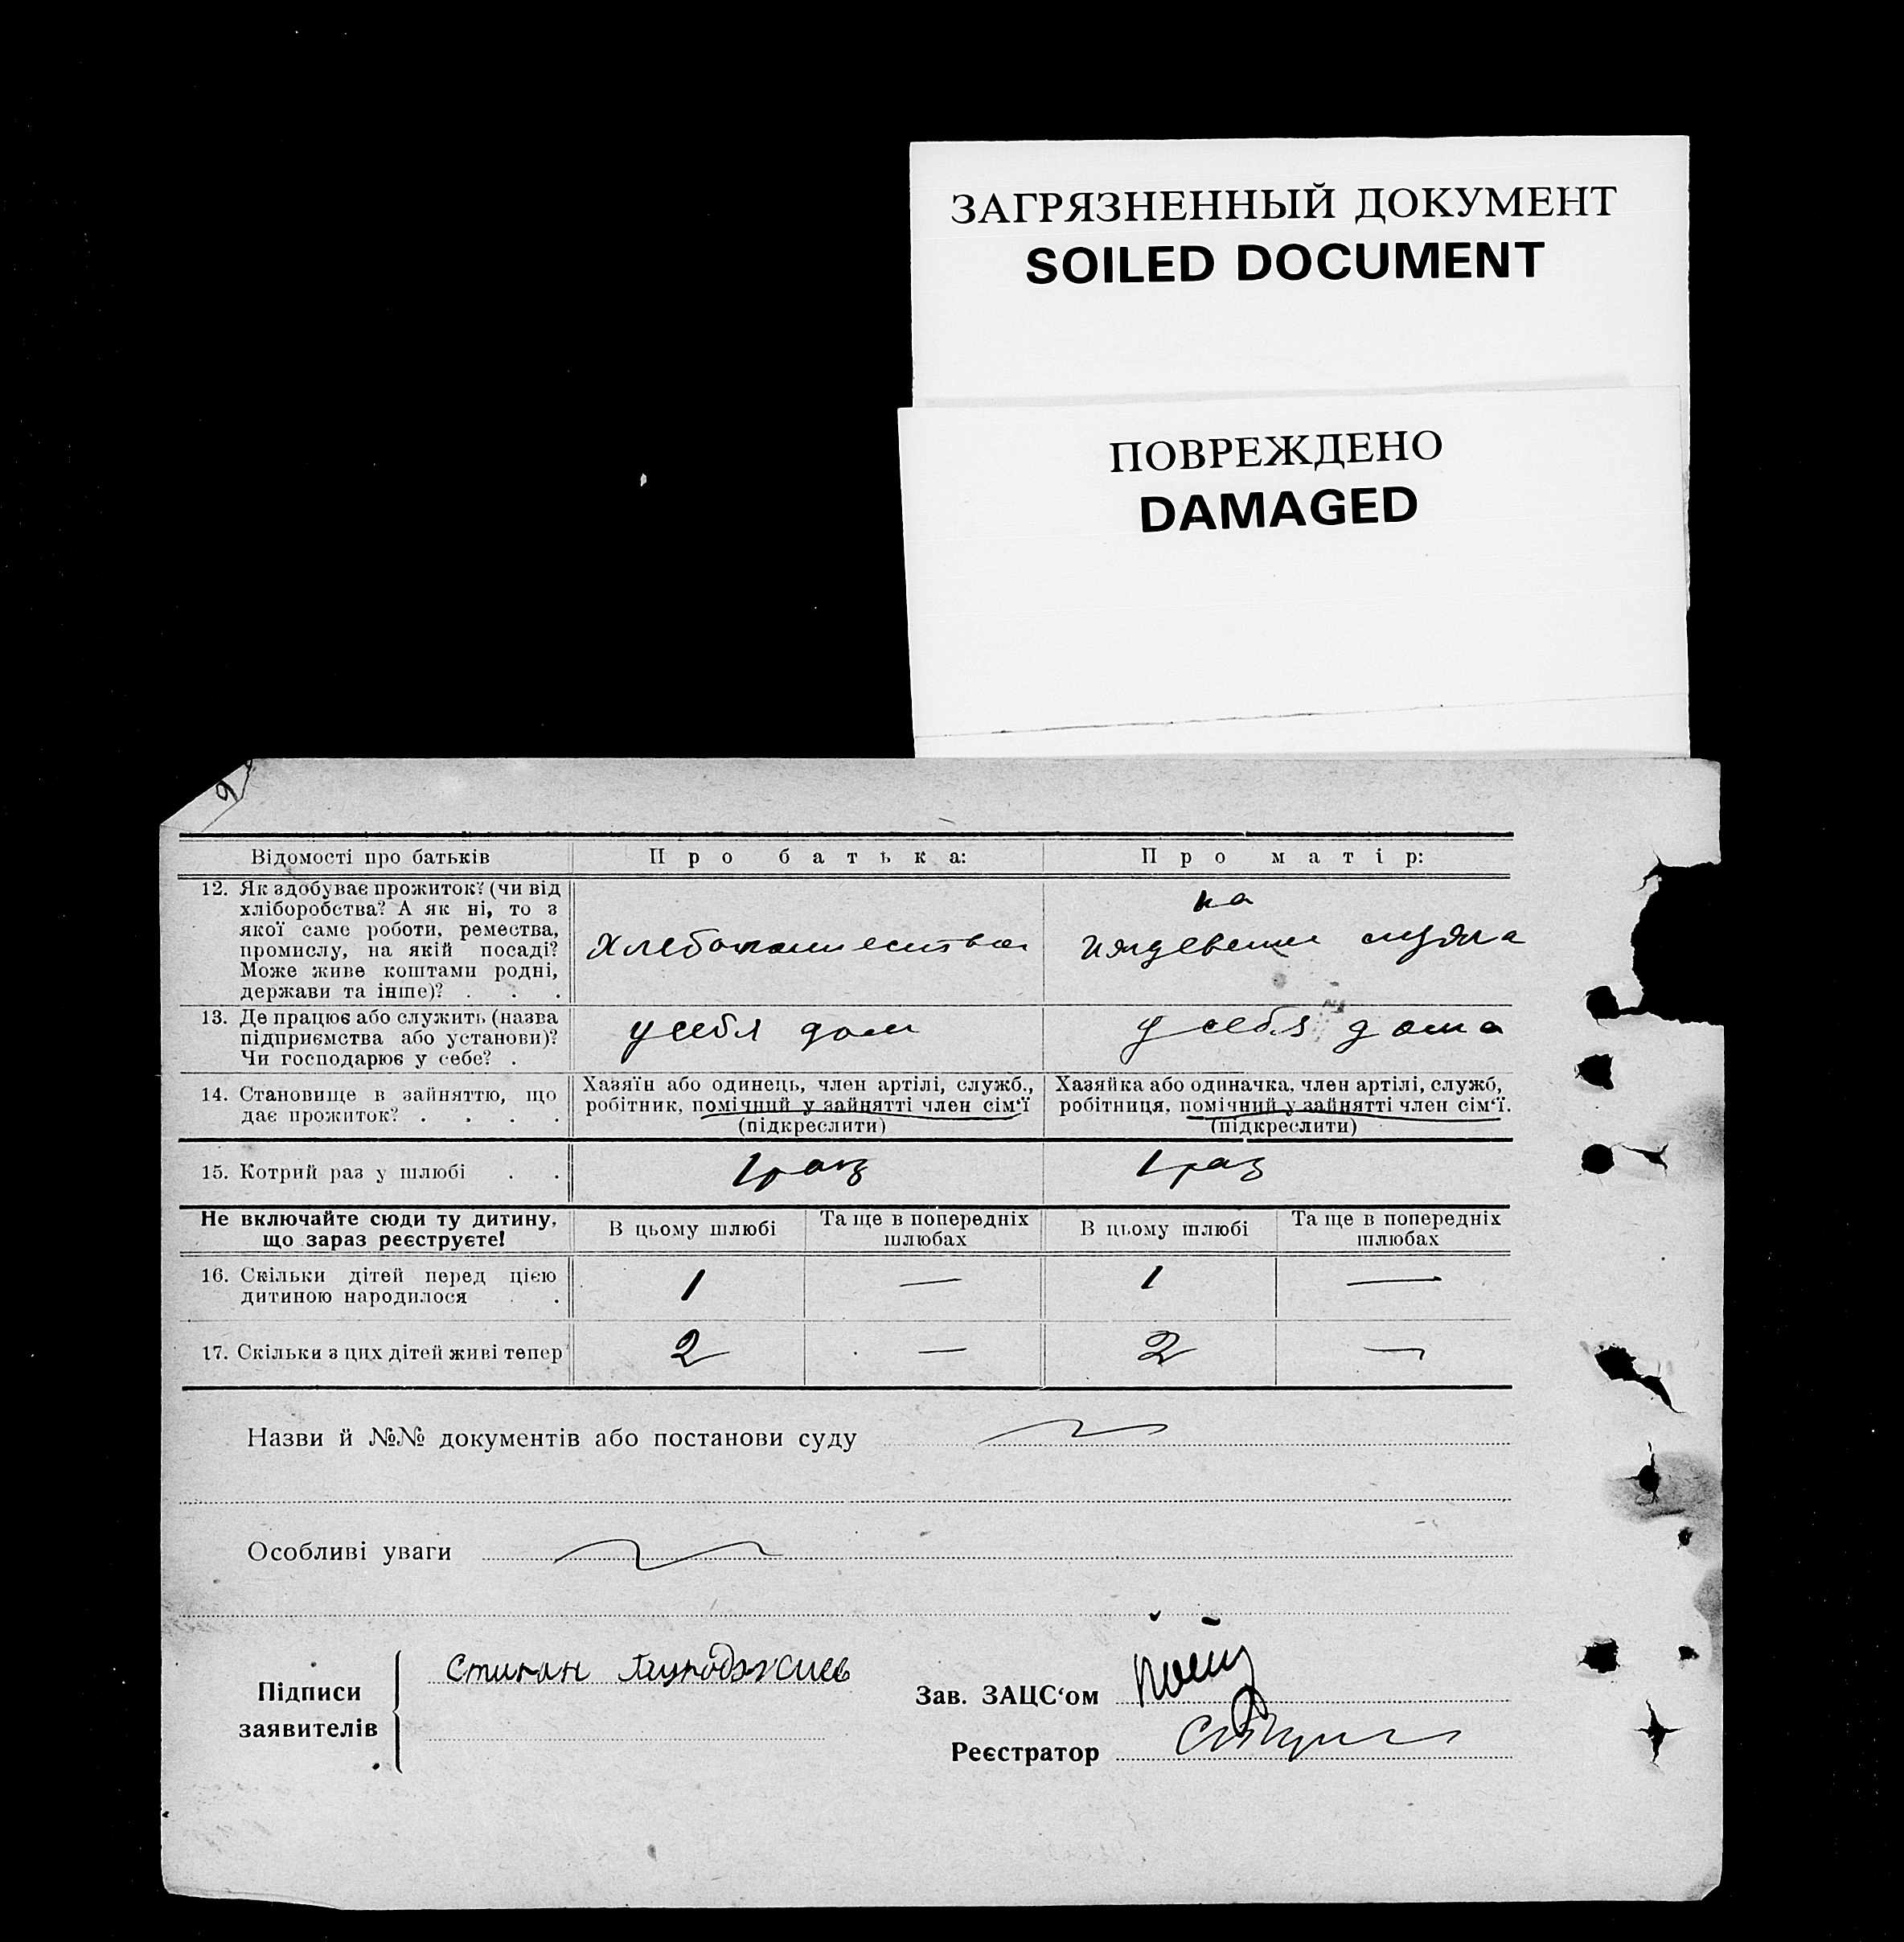 ЗАГРЯЗНЕННЫЙ ДОКУМЕНТ
SOILED DOCUMENT
ПОВРЕЖДЕНО
DAMAGED
9
Відомості про батьків
Про батька:
Про матір:
12. Як здобуває прожиток? (чи від
хліборобства? А як ні, то з
якої саме роботи, ремества,
промислу, на якій посаді?
Може живе коштами родні,
держави та інше)? . . .
Хлебопашества
на
иждевении мужа
13. Де працює або служить (назва
підприємства або установи)?
Чи господарює у себе? .
у себя дом
у себя дома
14. Становище в зайняттю, що
дає прожиток? . . . .
Хазяїн або одинець, член артілі, служб.,
робітник, помічний у зайнятті член сім‘ї
(підкреслити)
Хазяйка або одиначка, член артілі, служб,
робітниця, помічний у зайнятті член сім‘ї.
(підкреслити)
15. Котрий раз у шлюбі . .
1 раз
1 раз
Не включайте сюди ту дитину,
що зараз реєструєте!
В цьому шлюбі
Та ще в попередніх
шлюбах
В цьому шлюбі
Та ще в попередніх
шлюбах
16. Скільки дітей перед цією
дитиною народилося . .
1
—
1
—
17. Скільки з цих дітей живі тепер
2
—
2
—
Назви й №№ документів або постанови суду
Особливі уваги
Підписи
заявителів
Зав. ЗАЦС‘ом
Реєстратор